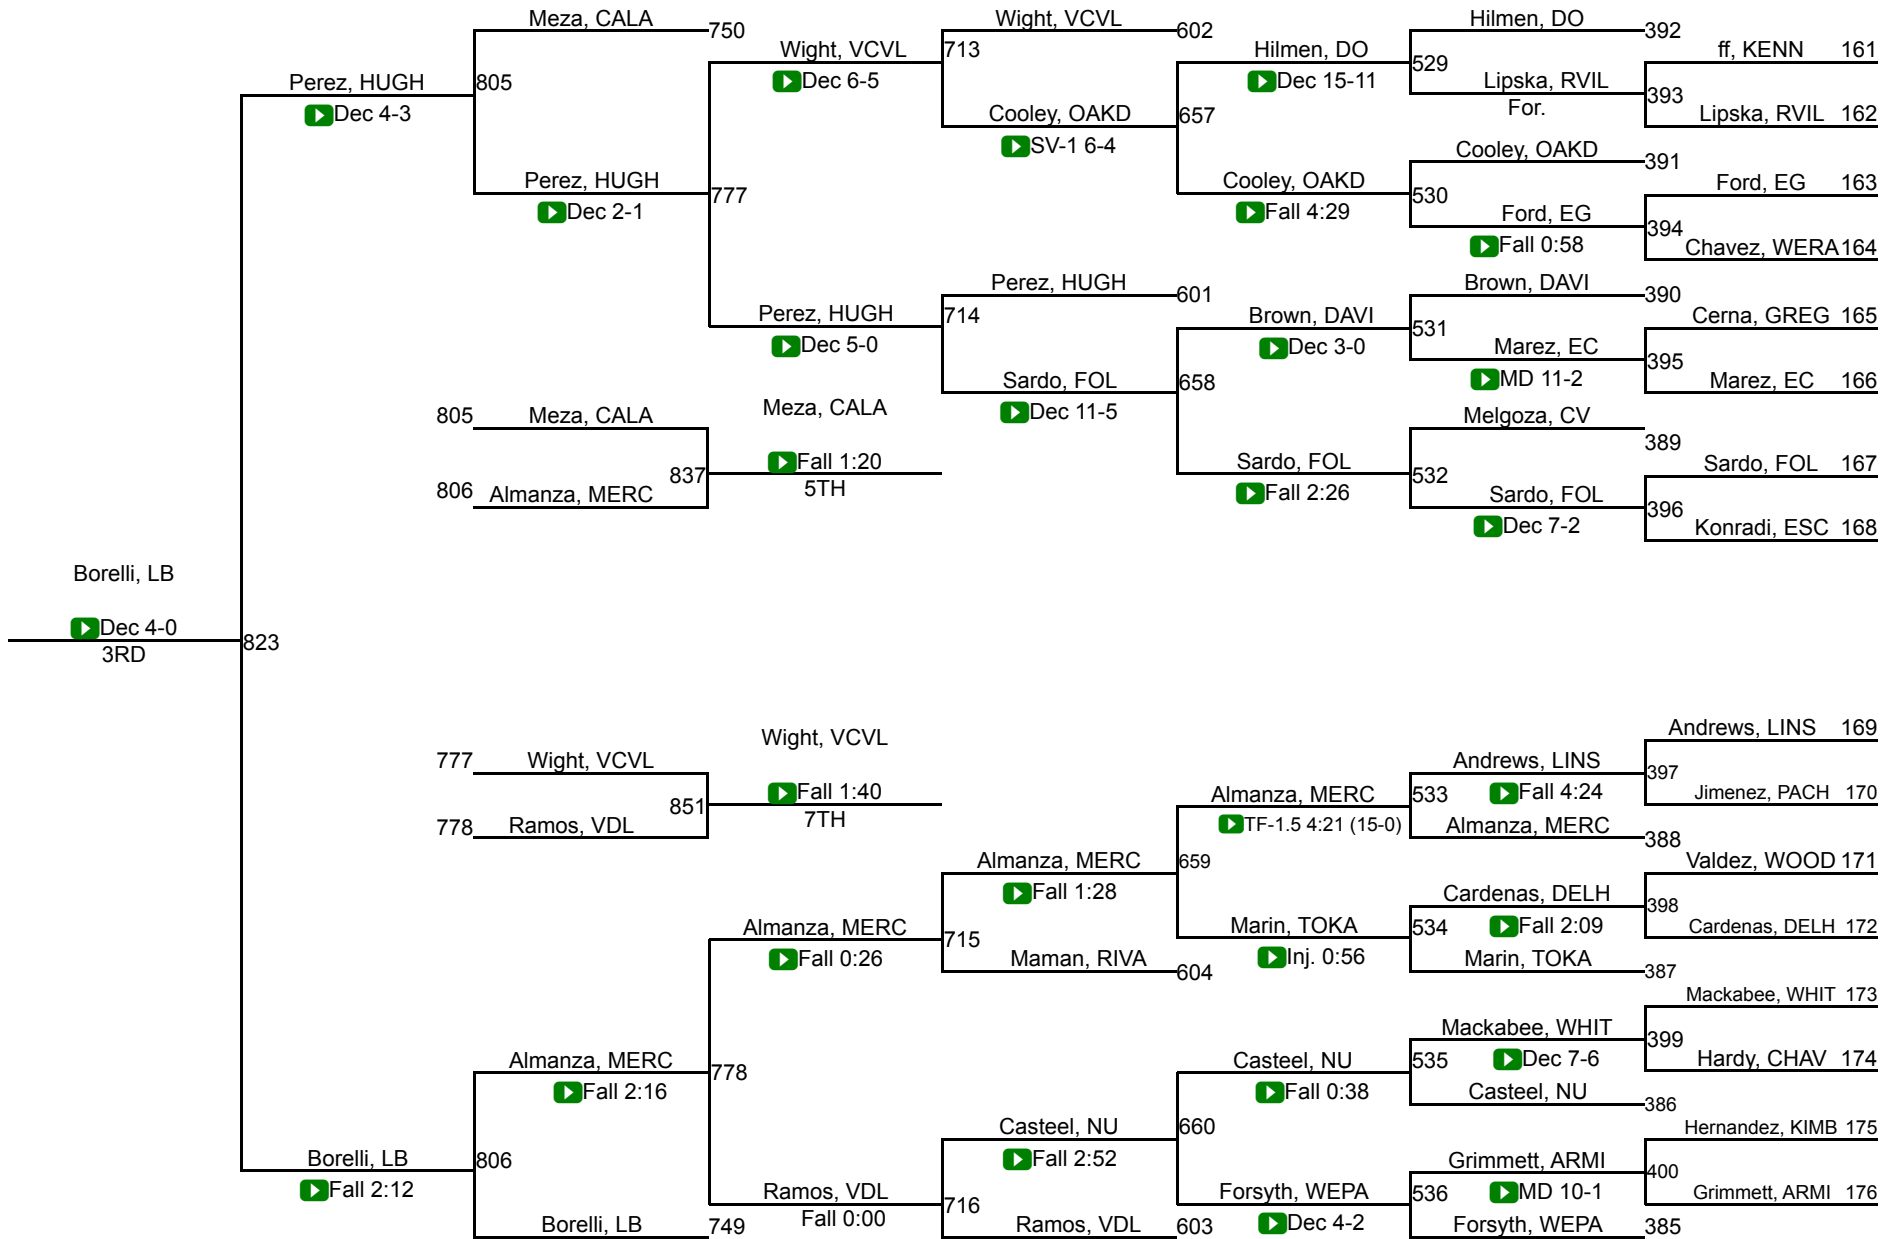 Meza, CALA
750
Wight, VCVL
602
Hilmen, DO
392
Wight, VCVL
713
Hilmen, DO
ff, KENN 161
Perez, HUGH
805
Dec 6-5
Dec 15-11
529
Lipska, RVIL
393
For.
Dec 4-3
Cooley, OAKD
657
Lipska, RVIL 162
SV-1 6-4
Cooley, OAKD
391
Perez, HUGH
777
Cooley, OAKD
530
Ford, EG 163
Dec 2-1
Fall 4:29
Ford, EG
394
Fall 0:58
Chavez, WERA 164
Perez, HUGH
601
Brown, DAVI
390
Perez, HUGH
714
Brown, DAVI
531
Cerna, GREG 165
Dec 5-0
Dec 3-0
Marez, EC
395
Sardo, FOL
658
MD 11-2
Marez, EC 166
Dec 11-5
805
Meza, CALA
Meza, CALA
Melgoza, CV
389
837
Fall 1:20
5TH
Sardo, FOL
532
Sardo, FOL 167
806
Almanza, MERC
Fall 2:26
Sardo, FOL
396
Dec 7-2
Konradi, ESC 168
Borelli, LB
Dec 4-0
823
3RD
Andrews, LINS 169
777
Wight, VCVL
Wight, VCVL
Andrews, LINS
397
851
Fall 1:40
7TH
Almanza, MERC
533
Fall 4:24
Jimenez, PACH 170
778
Ramos, VDL
TF-1.5 4:21 (15-0)
Almanza, MERC
388
Almanza, MERC
659
Valdez, WOOD 171
Fall 1:28
Cardenas, DELH
398
Almanza, MERC
715
Marin, TOKA
534
Fall 2:09
Cardenas, DELH 172
Fall 0:26
Maman, RIVA
604
Inj. 0:56
Marin, TOKA
387
Mackabee, WHIT 173
Mackabee, WHIT
399
Almanza, MERC
778
Casteel, NU
535
Dec 7-6
Hardy, CHAV 174
Fall 2:16
Fall 0:38
Casteel, NU
386
Casteel, NU
660
Hernandez, KIMB 175
Borelli, LB
806
Fall 2:52
Grimmett, ARMI
400
Fall 2:12
Ramos, VDL
716
Forsyth, WEPA
536
MD 10-1
Grimmett, ARMI 176
Fall 0:00
Borelli, LB
749
Ramos, VDL
603
Dec 4-2
Forsyth, WEPA
385